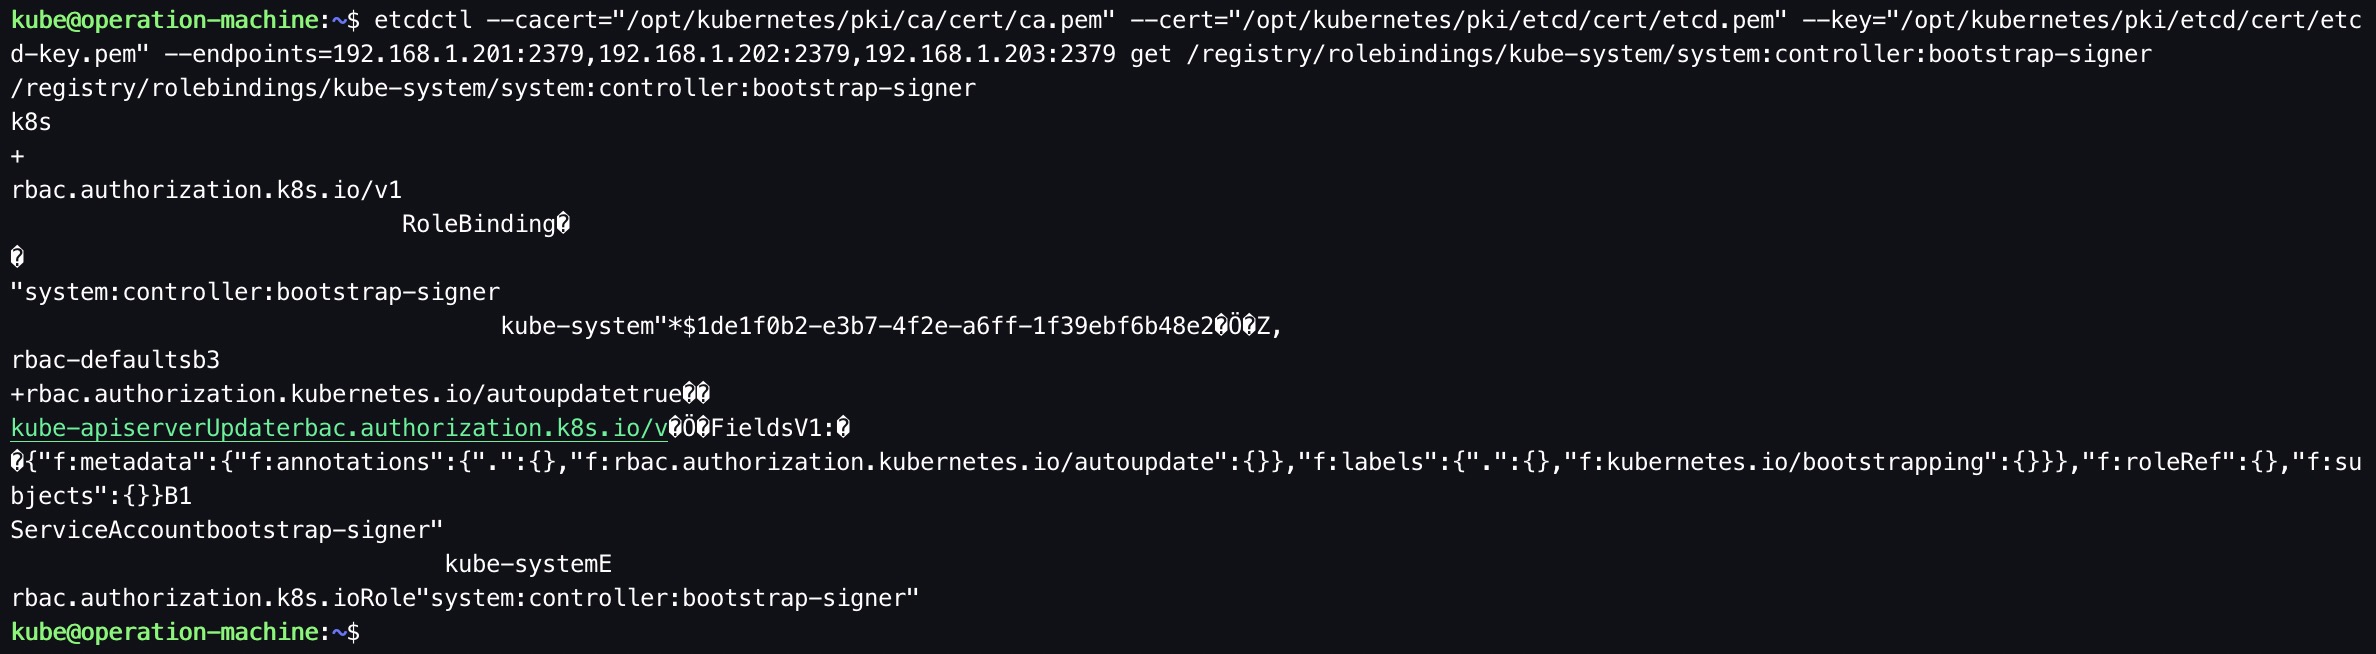 kube@operation-machine:~$ etcdctl --cacert="/opt/kubernetes/pki/ca/cert/ca.pem" --cert="/opt/kubernetes/pki/etcd/cert/etcd.pem" --key="/opt/kubernetes/pki/etcd/cert/etc
d-key.pem" --endpoints=192.168.1.201:2379,192.168.1.202:2379,192.168.1.203:2379 get /registry/rolebindings/kube-system/system:controller:bootstrap-signer
/registry/rolebindings/kube-system/system:controller:bootstrap-signer
k8s
+
rbac.authorization.k8s.io/v1
RoleBinding�
�
"system:controller:bootstrap-signer
kube-system"*$1de1f0b2-e3b7-4f2e-a6ff-1f39ebf6b48e2�Ö�Z,
rbac-defaultsb3
+rbac.authorization.kubernetes.io/autoupdatetrue��
kube-apiserverUpdaterbac.authorization.k8s.io/v�Ö�FieldsV1:�
�{"f:metadata":{"f:annotations":{".":{},"f:rbac.authorization.kubernetes.io/autoupdate":{}},"f:labels":{".":{},"f:kubernetes.io/bootstrapping":{}}},"f:roleRef":{},"f:su
bjects":{}}B1
ServiceAccountbootstrap-signer"
kube-systemE
rbac.authorization.k8s.ioRole"system:controller:bootstrap-signer"
kube@operation-machine:~$